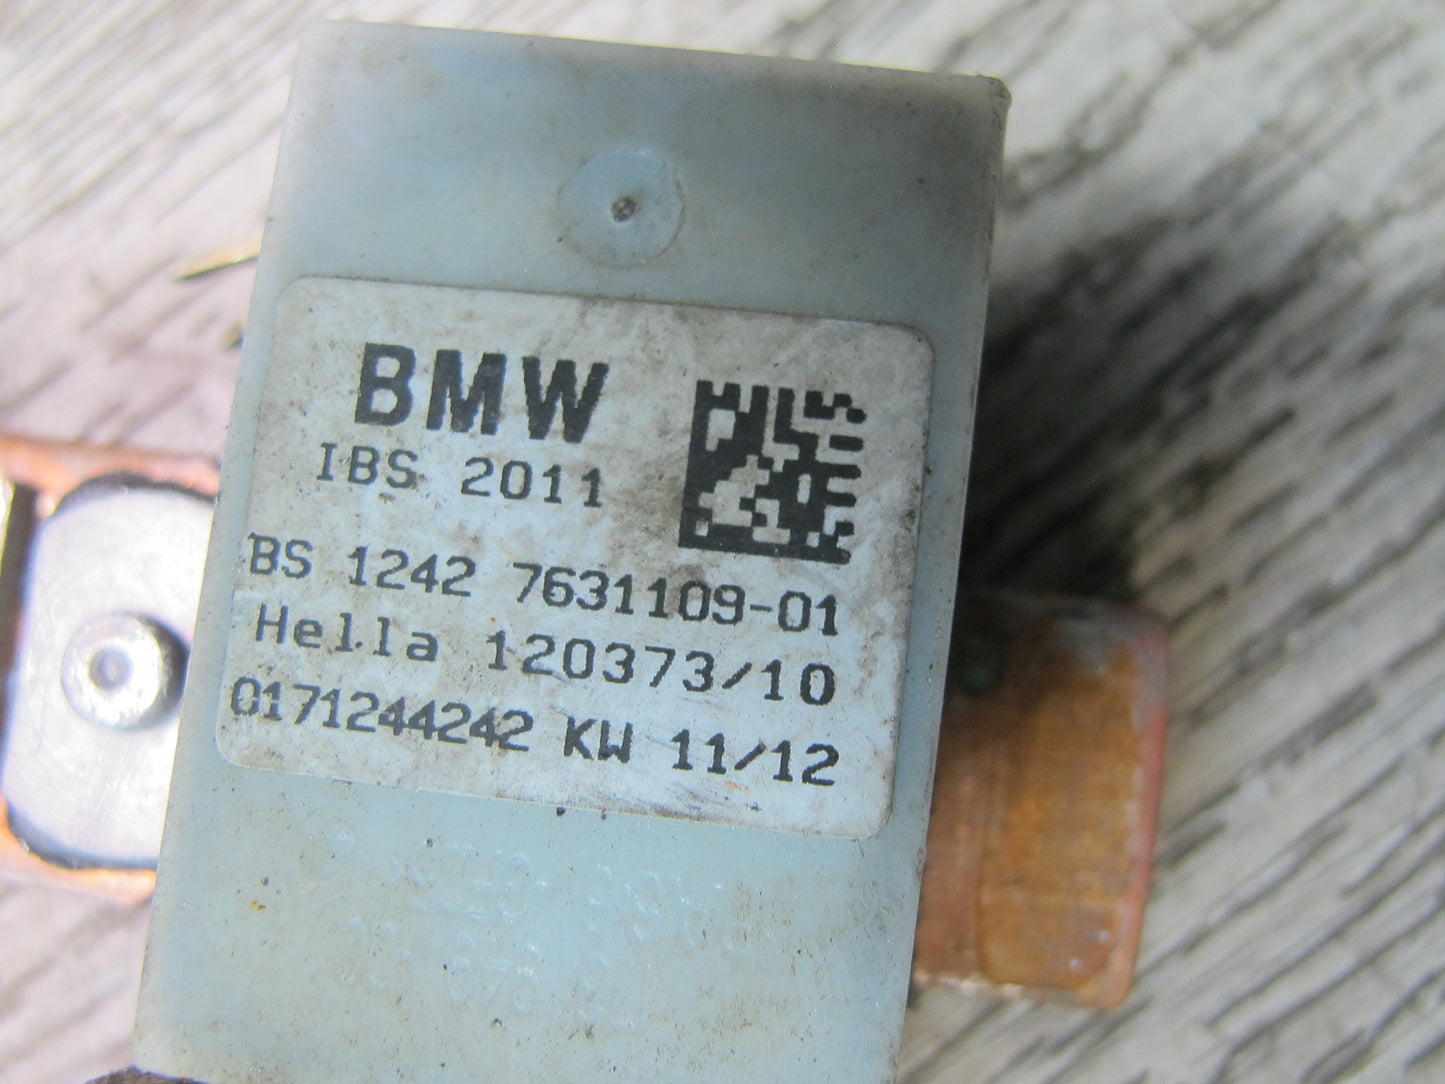 BMW
IBS 2011
BS 1242 7631109-01
Hella 120373/10
0171244242 KW 11/12